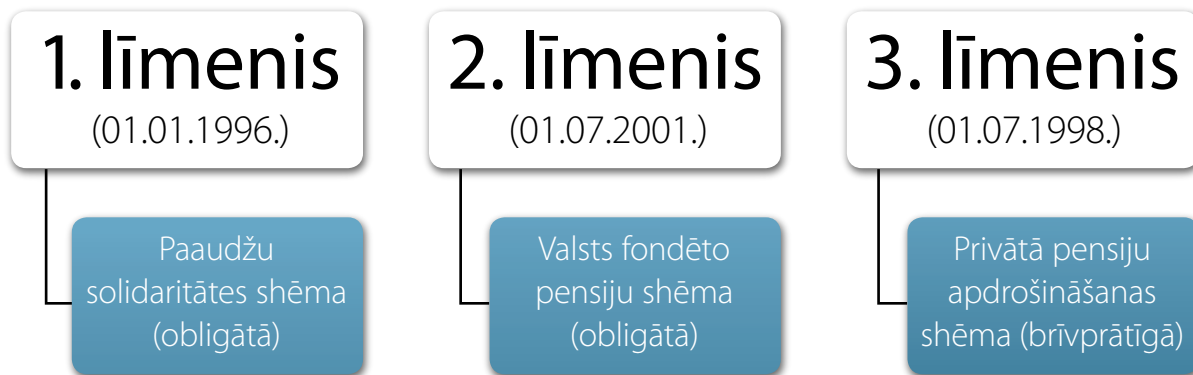 1. līmenis
(01.01.1996.)
Paaudžu
solidaritātes shēma
(obligātā)
2. līmenis
(01.07.2001.)
Valsts fondēto
pensiju shēma
(obligātā)
3. līmenis
(01.07.1998.)
Privātā pensiju
apdrošināšanas
shēma (brīvprātīgā)